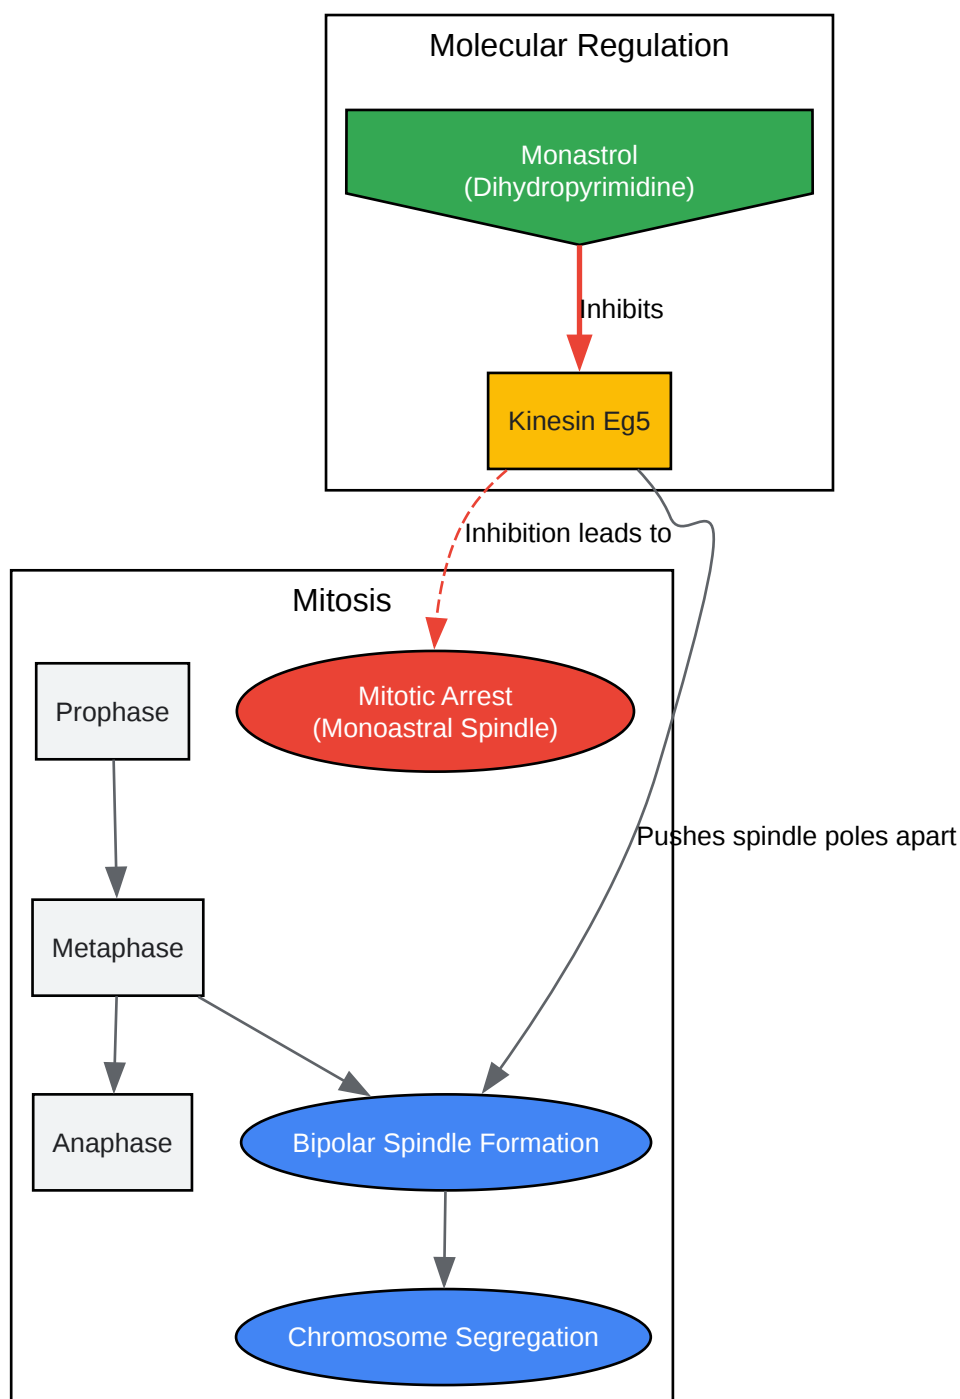 Molecular Regulation
Monastrol
(Dihydropyrimidine)
Inhibits
Kinesin Eg5
Inhibition leads to
Mitosis
Prophase
Mitotic Arrest
(Monoastral Spindle)
Pushes spindle poles apart
Metaphase
Anaphase
Bipolar Spindle Formation
Chromosome Segregation